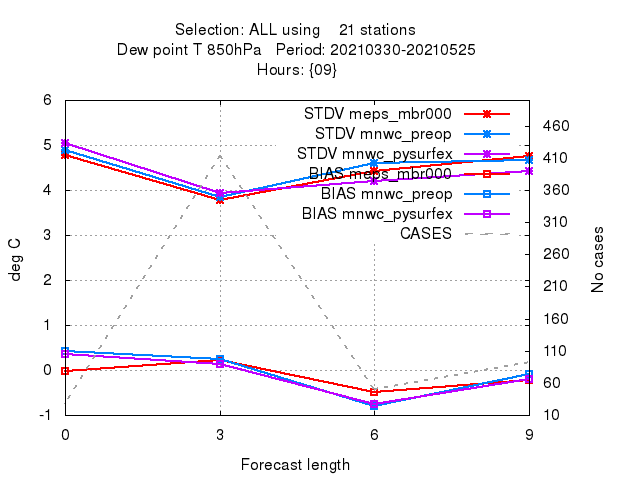 Selection: ALL using    21 stations
Dew point T 850hPa   Period: 20210330-20210525
Hours: {09}
STDV meps_mbr000
STDV mnwc_preop
STDV mnwc_pysurfex
BIAS meps_mbr000
BIAS mnwc_preop
BIAS mnwc_pysurfex
CASES
deg C
6
5
4
3
2
1
0
-1
No cases
460
410
360
310
260
210
160
110
60
10
0 3 6 9
Forecast length